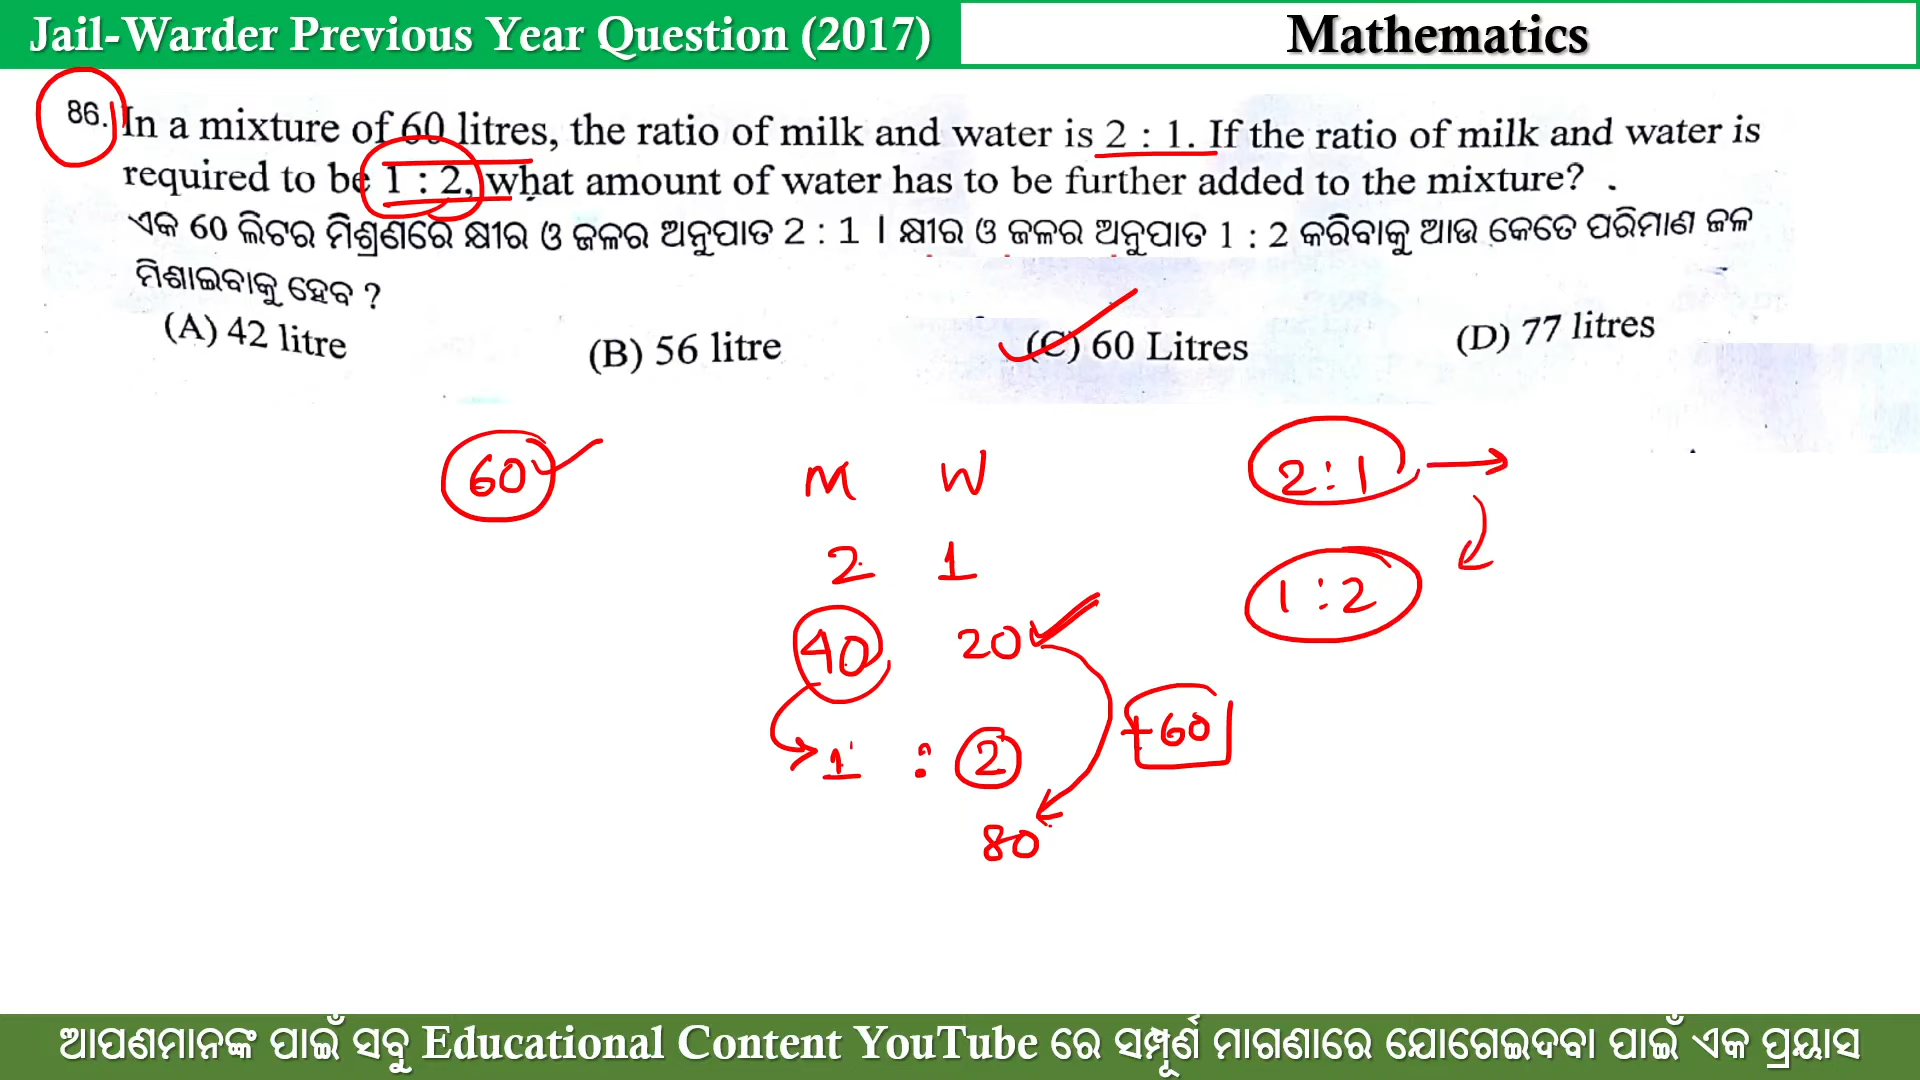 Jail-Warder Previous Year Question (2017)
Mathematics
86. In a mixture of 60 litres, the ratio of milk and water is 2 : 1. If the ratio of milk and water is
required to be 1 : 2, what amount of water has to be further added to the mixture?
ଏକ 60 ଲିଟର ମିଶ୍ରଣରେ କ୍ଷୀର ଓ ଜଳର ଅନୁପାତ 2 : 1 । କ୍ଷୀର ଓ ଜଳର ଅନୁପାତ 1 : 2 କରିବାକୁ ଆଉ କେତେ ପରିମାଣ ଜଳ
ମିଶାଇବାକୁ ହେବ ?
(A) 42 litre
(B) 56 litre
(C) 60 Litres
(D) 77 litres
60
M W
2 1
40 20
1 : 2
80
+60
2:1
1:2
ଆପଣମାନଙ୍କ ପାଇଁ ସବୁ Educational Content YouTube ରେ ସମ୍ପୂର୍ଣ ମାଗଣାରେ ଯୋଗେଇଦବା ପାଇଁ ଏକ ପ୍ରୟାସ